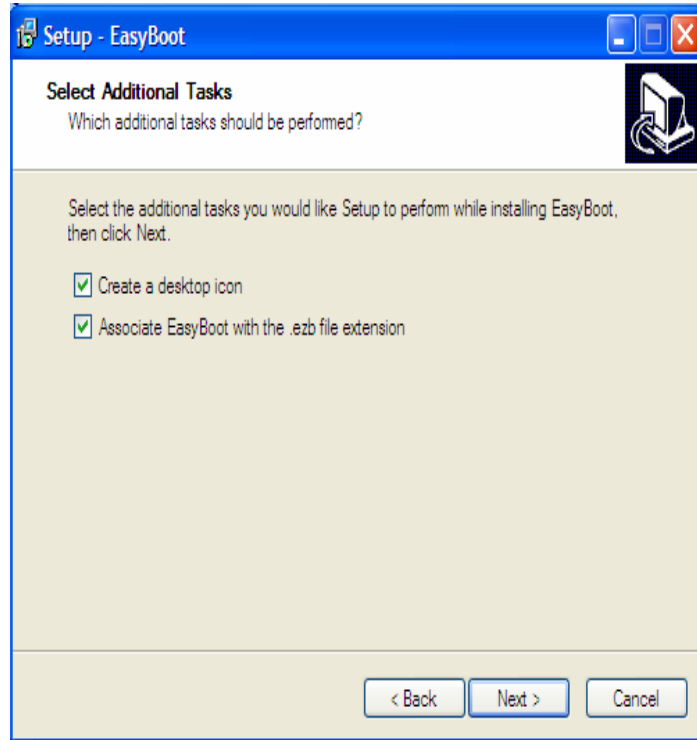 Setup - EasyBoot
Select Additional Tasks
Which additional tasks should be performed?
Select the additional tasks you would like Setup to perform while installing EasyBoot,
then click Next.
Create a desktop icon
Associate EasyBoot with the .ezb file extension
< Back
Next >
Cancel